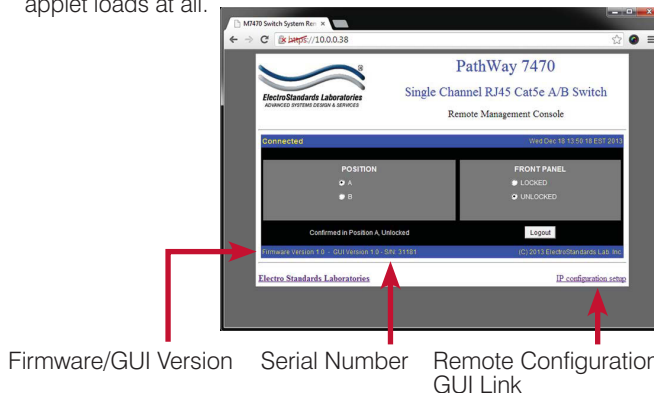 applet loads at all.
M7470 Switch System Rem
https://10.0.0.38
ElectroStandards Laboratories
ADVANCED SYSTEMS DESIGN & SERVICES
PathWay 7470
Single Channel RJ45 Cat5e A/B Switch
Remote Management Console
Connected
Wed Dec 18 13:59:18 EST 2013
POSITION
A
B
FRONT PANEL
LOCKED
UNLOCKED
Confirmed in Position A, Unlocked
Logout
Firmware Version 1.0 - GUI Version 1.0 - S/N: 31181
(C) 2013 ElectroStandards Lab. Inc
Electro Standards Laboratories
IP configuration setup
Firmware/GUI Version
Serial Number
Remote Configuration
GUI Link